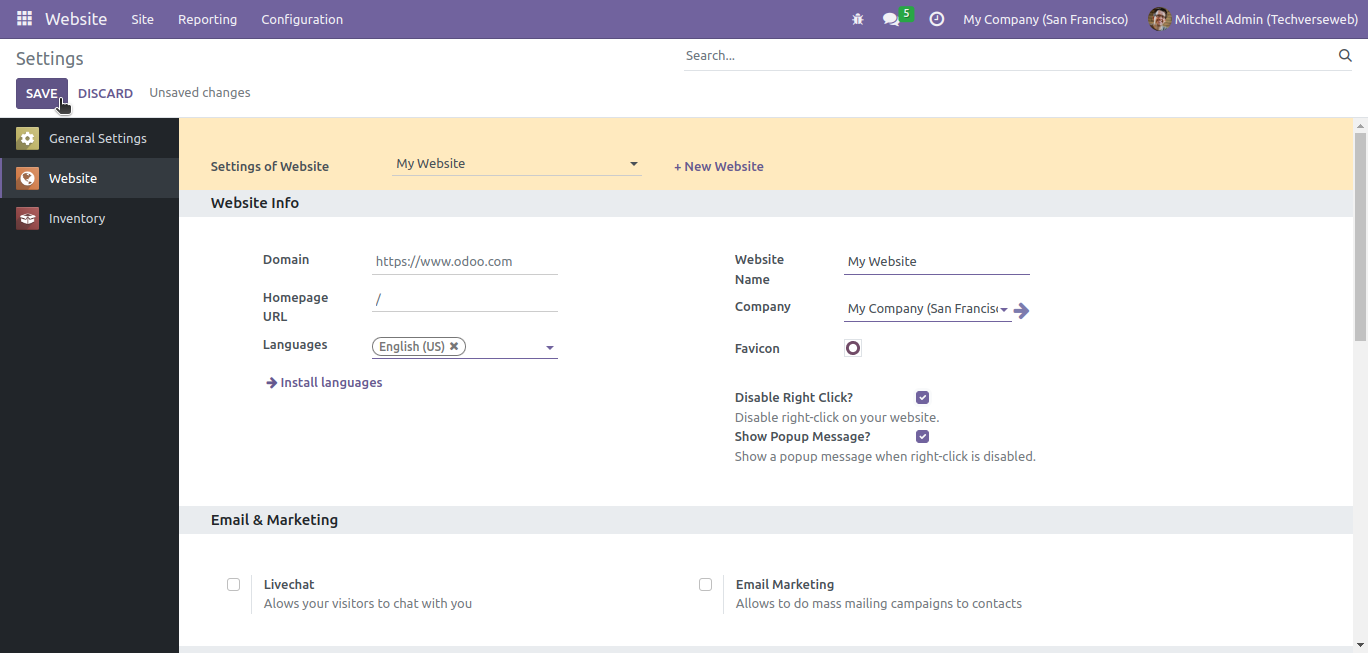 Website Site Reporting Configuration 5 My Company (San Francisco) Mitchell Admin (Techverseweb)
Settings
Search...
SAVE DISCARD Unsaved changes
General Settings
Website
Inventory
Settings of Website My Website + New Website
Website Info
Domain https://www.odoo.com
Homepage URL /
Languages English (US)
Install languages
Website Name My Website
Company My Company (San Francisc
Favicon
Disable Right Click?
Disable right-click on your website.
Show Popup Message?
Show a popup message when right-click is disabled.
Email & Marketing
Livechat
Alows your visitors to chat with you
Email Marketing
Allows to do mass mailing campaigns to contacts